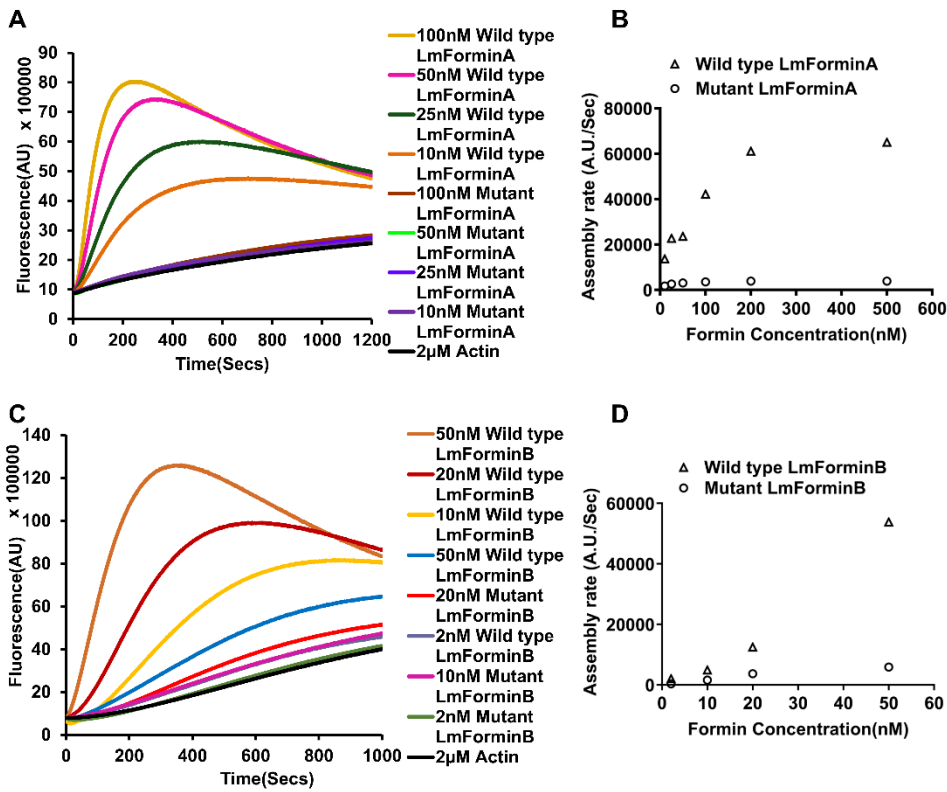 A
Fluorescence(AU) x 100000
90
80
70
60
50
40
30
20
10
0
0 200 400 600 800 1000 1200
Time(Secs)
100nM Wild type
LmForminA
50nM Wild type
LmForminA
25nM Wild type
LmForminA
10nM Wild type
LmForminA
100nM Mutant
LmForminA
50nM Mutant
LmForminA
25nM Mutant
LmForminA
10nM Mutant
LmForminA
2µM Actin
B
Wild type LmForminA
Mutant LmForminA
Assembly rate (A.U./Sec)
80000
60000
40000
20000
0
0 100 200 300 400 500 600
Formin Concentration(nM)
C
Fluorescence(AU) x 100000
140
120
100
80
60
40
20
0
0 200 400 600 800 1000
Time(Secs)
50nM Wild type
LmForminB
20nM Wild type
LmForminB
10nM Wild type
LmForminB
50nM Wild type
LmForminB
20nM Mutant
LmForminB
2nM Wild type
LmForminB
10nM Mutant
LmForminB
2nM Mutant
LmForminB
2µM Actin
D
Wild type LmForminB
Mutant LmForminB
Assembly rate (A.U./Sec)
60000
40000
20000
0
0 10 20 30 40 50 60
Formin Concentration(nM)